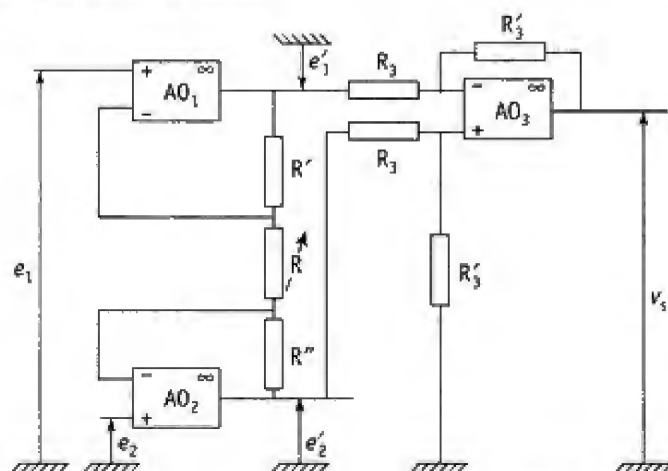 R′₃
+ ∞
AO₁
-
e′₁
R₃
- ∞
AO₃
+
R₃
R′
e₁
R
R′₃
vₛ
R″
- ∞
AO₂
+
e₂
e′₂